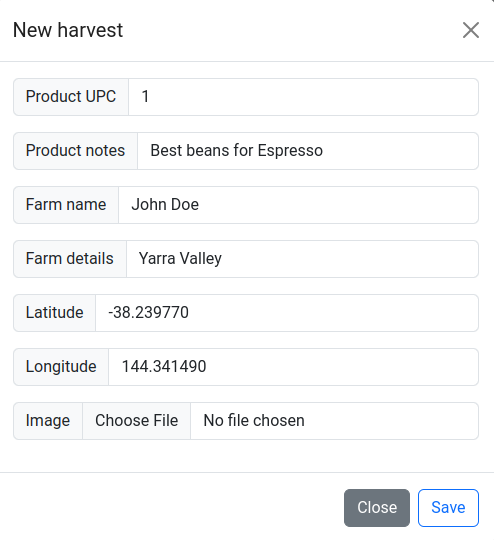 New harvest
Product UPC 1
Product notes Best beans for Espresso
Farm name John Doe
Farm details Yarra Valley
Latitude -38.239770
Longitude 144.341490
Image Choose File No file chosen
Close Save